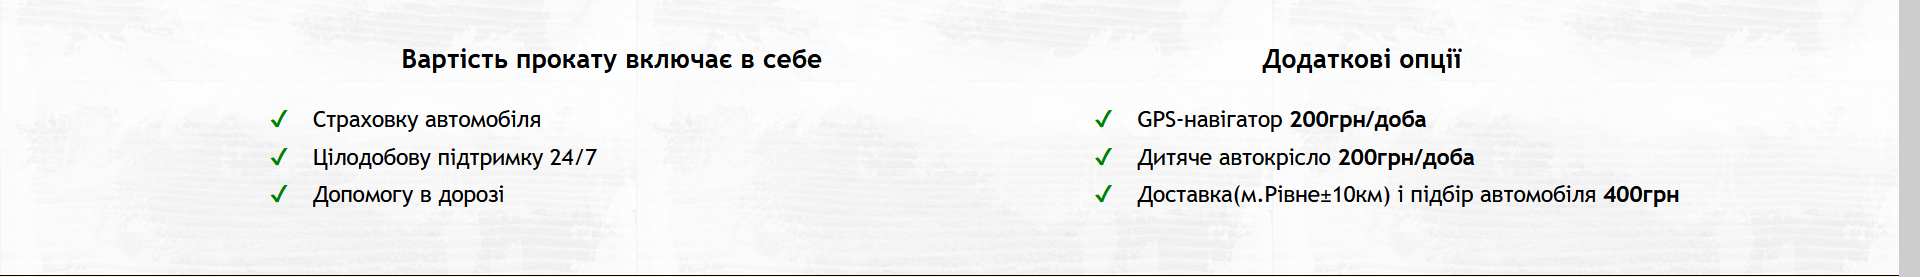 Вартість прокату включає в себе
✓ Страховку автомобіля
✓ Цілодобову підтримку 24/7
✓ Допомогу в дорозі
Додаткові опції
✓ GPS-навігатор 200грн/доба
✓ Дитяче автокрісло 200грн/доба
✓ Доставка(м.Рівне±10км) і підбір автомобіля 400грн